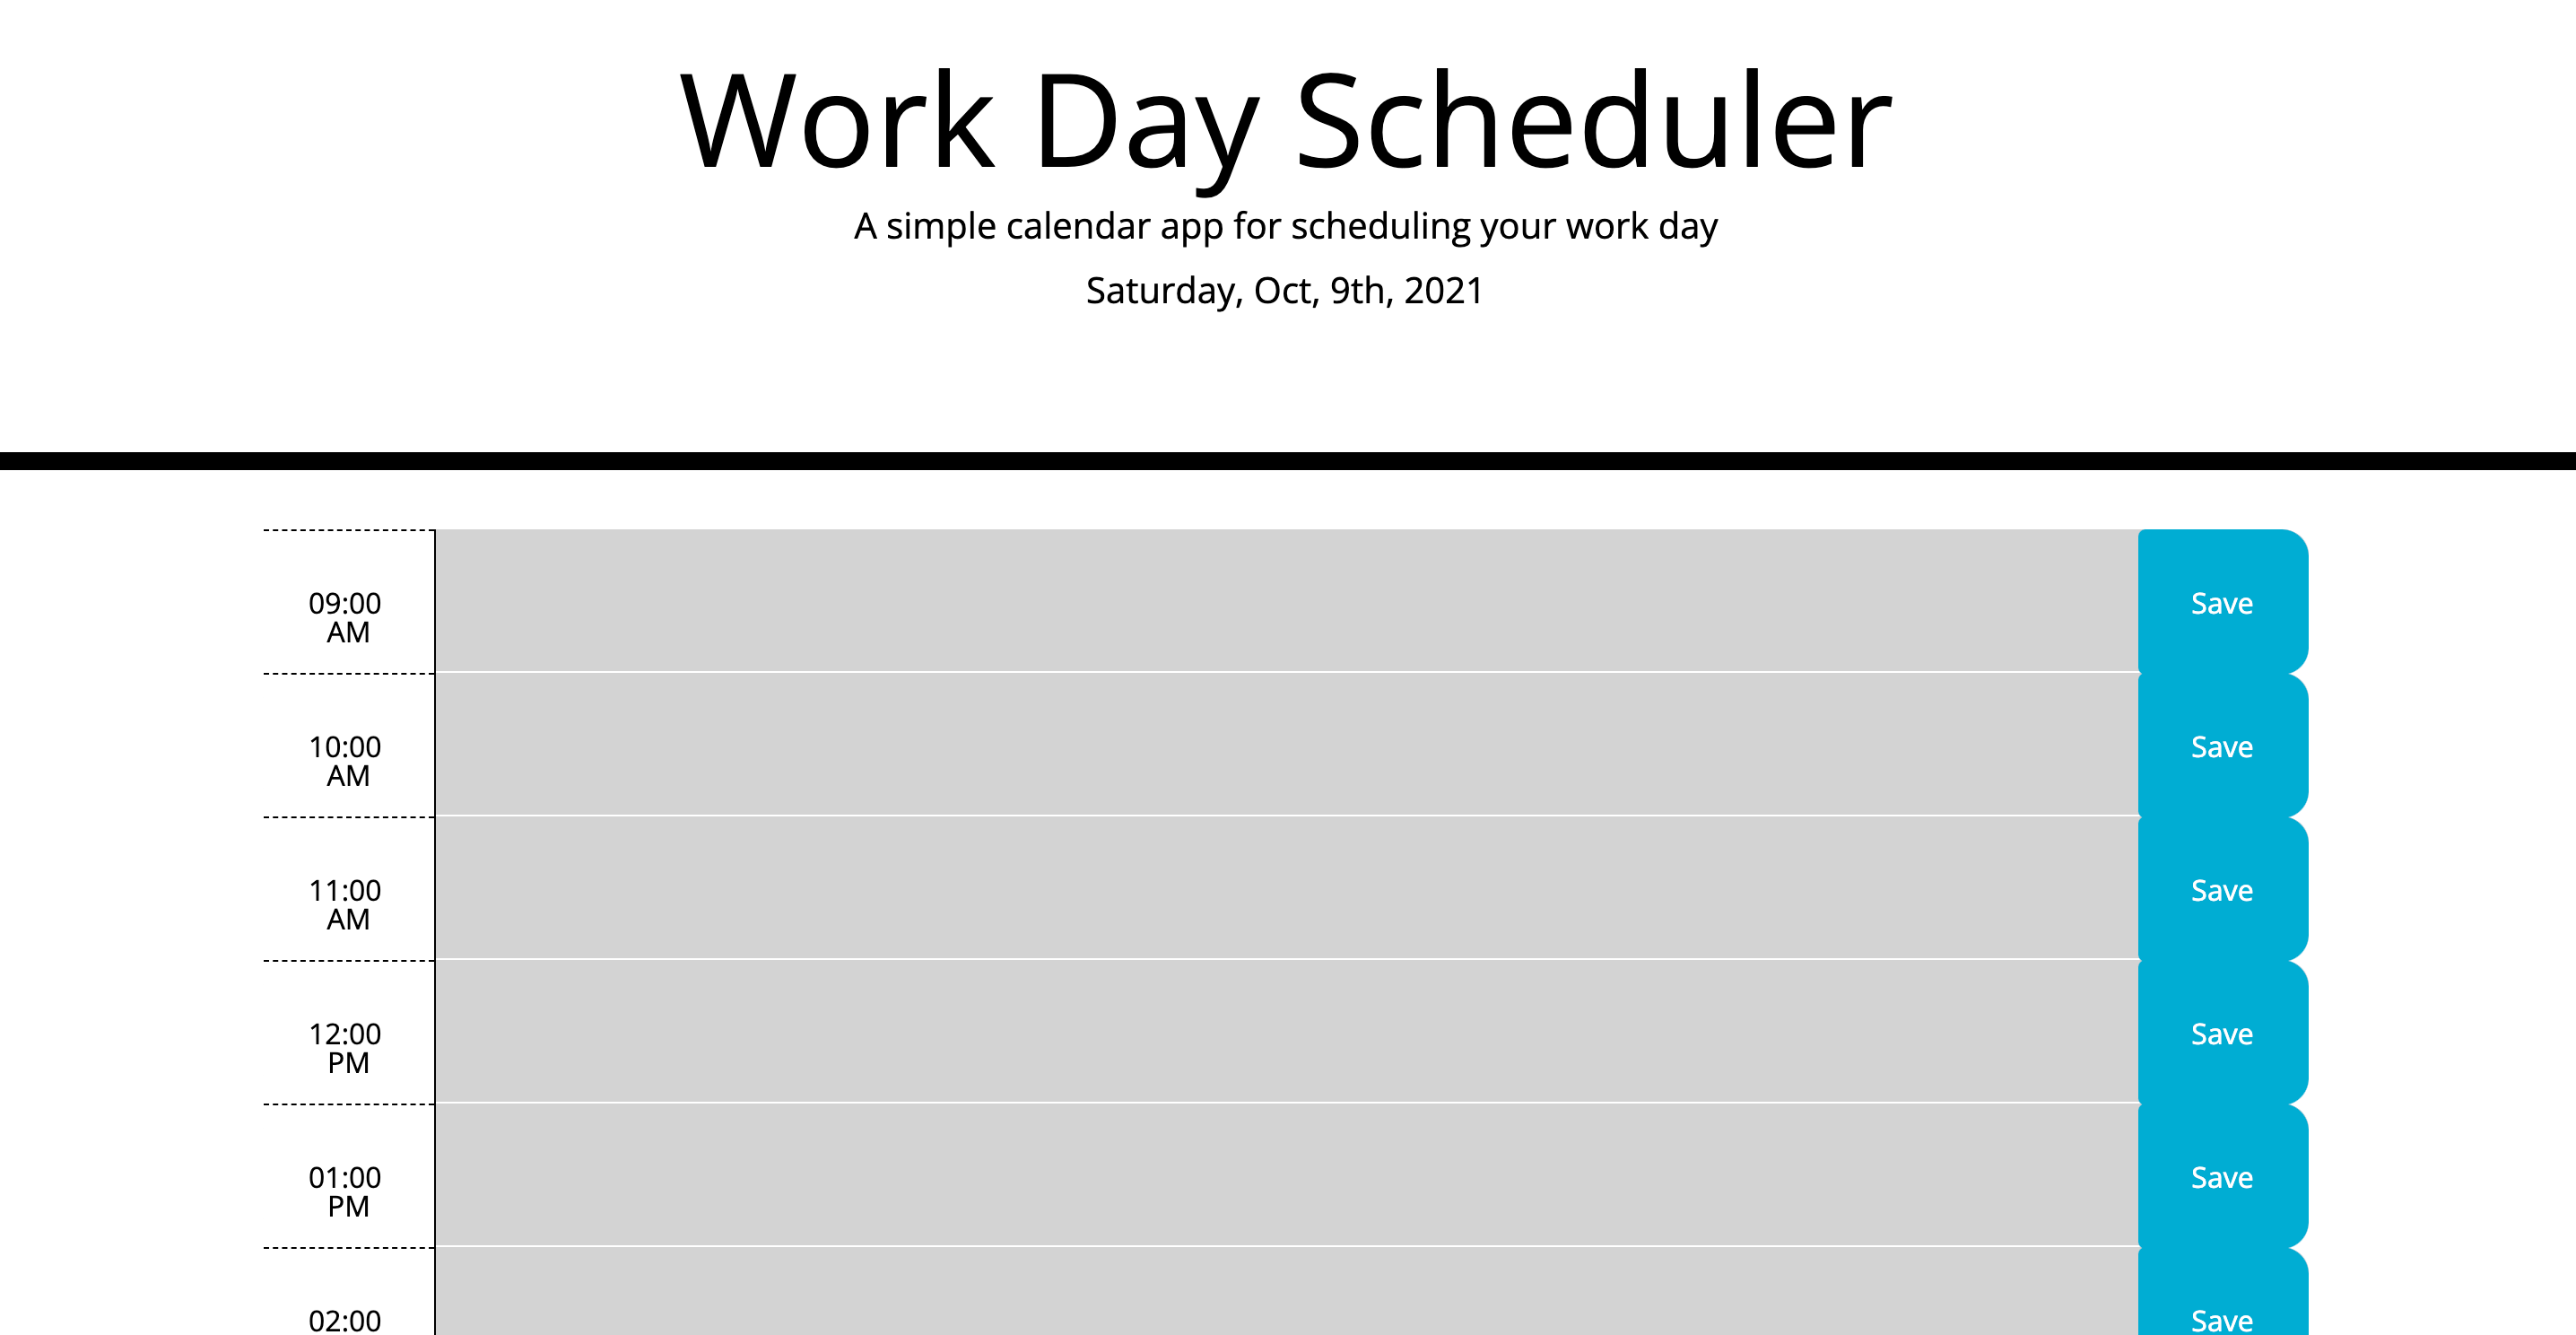 Work Day Scheduler
A simple calendar app for scheduling your work day
Saturday, Oct, 9th, 2021
09:00
AM
Save
10:00
AM
Save
11:00
AM
Save
12:00
PM
Save
01:00
PM
Save
02:00
Save